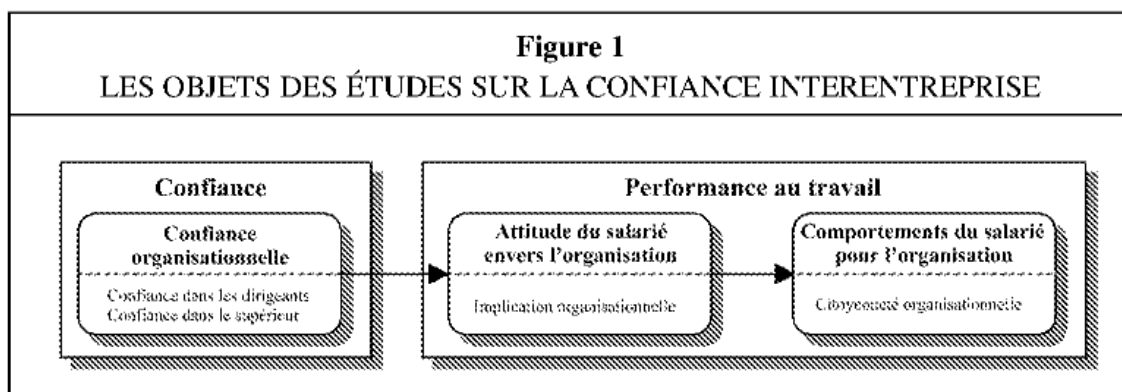 Figure 1
LES OBJETS DES ÉTUDES SUR LA CONFIANCE INTERENTREPRISE
Confiance
Confiance
organisationnelle
Confiance dans les dirigeants
Confiance dans le supérieur
Performance au travail
Attitude du salarié
envers l'organisation
Implication organisationnelle
Comportements du salarié
pour l'organisation
Citoyenneté organisationnelle